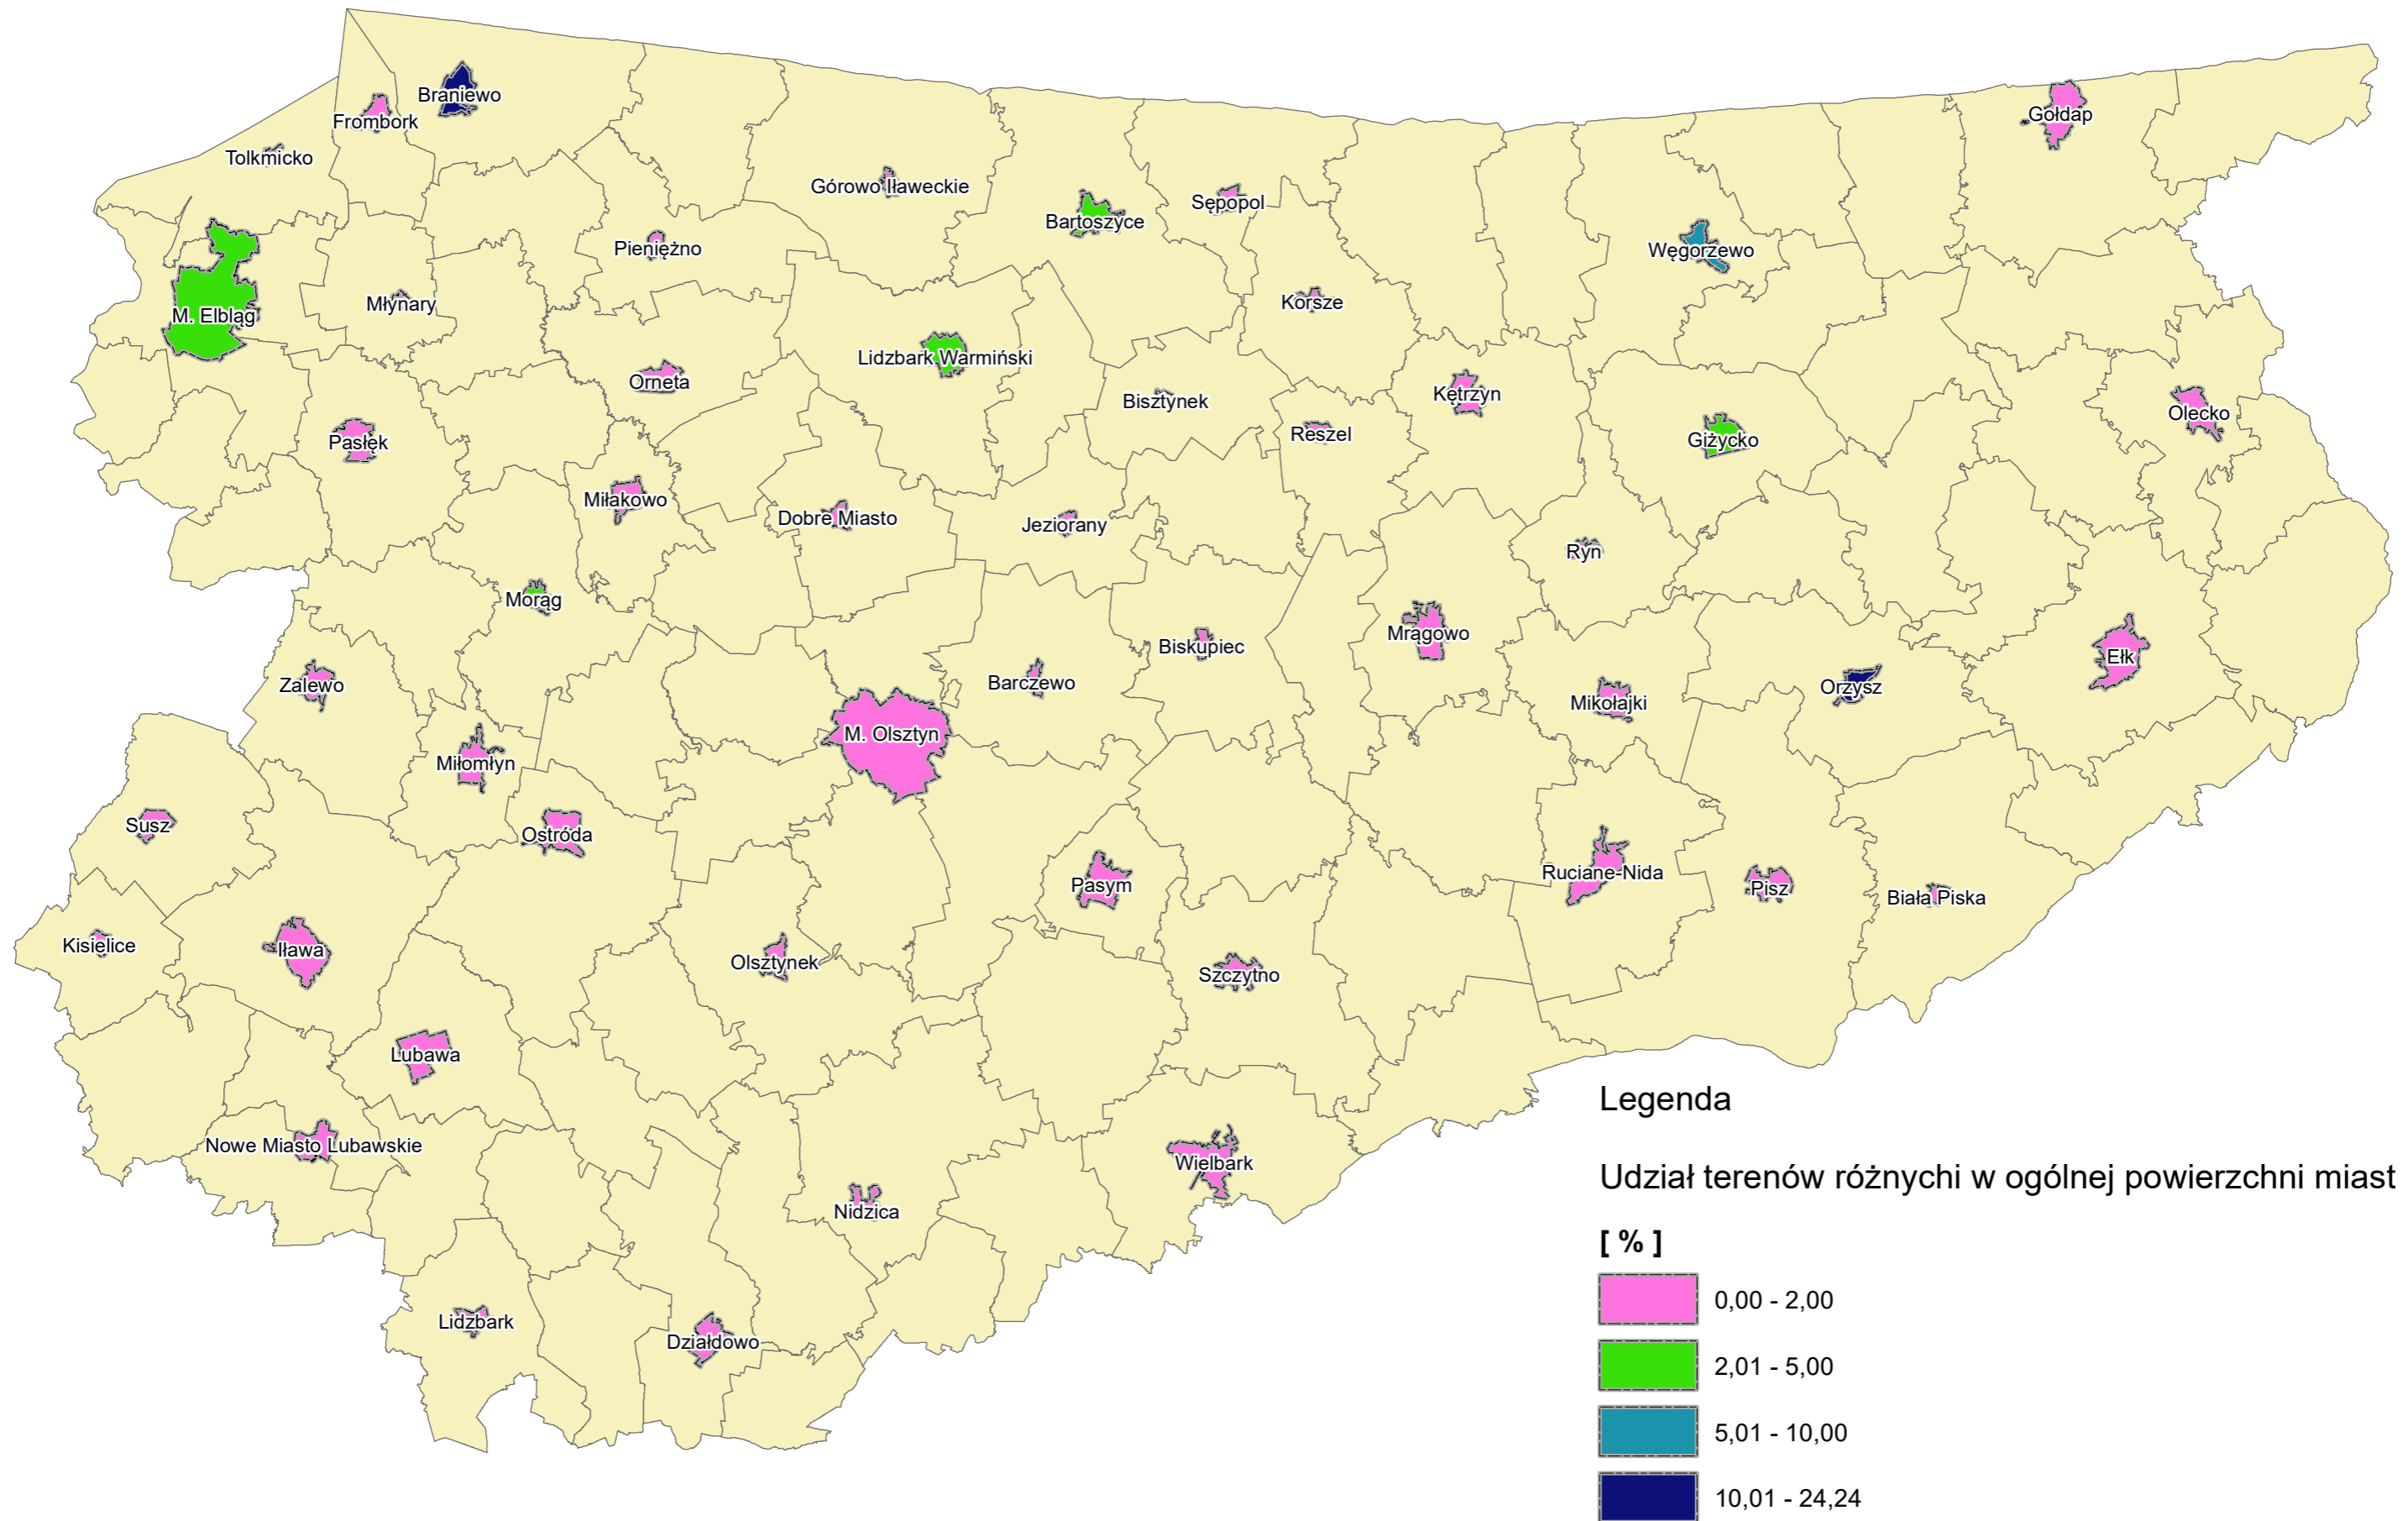 Braniewo
Gołdap
Frombork
Tolkmicko
Górowo Iławeckie
Sępopol
Bartoszyce
Pieniężno
Węgorzewo
Młynary
Korsze
M. Elbląg
Lidzbark Warmiński
Orneta
Kętrzyn
Bisztynek
Olecko
Reszel
Giżycko
Pasłęk
Miłakowo
Dobre Miasto
Jeziorany
Ryn
Morąg
Mrągowo
Biskupiec
Ełk
Barczewo
Zalewo
Orzysz
Mikołajki
M. Olsztyn
Miłomłyn
Susz
Ostróda
Ruciane-Nida
Pasym
Pisz
Biała Piska
Kisielice
Iława
Olsztynek
Szczytno
Lubawa
Nowe Miasto Lubawskie
Wielbark
Nidzica
Lidzbark
Działdowo
Legenda
Udział terenów różnychi w ogólnej powierzchni miast
[ % ]
0,00 - 2,00
2,01 - 5,00
5,01 - 10,00
10,01 - 24,24